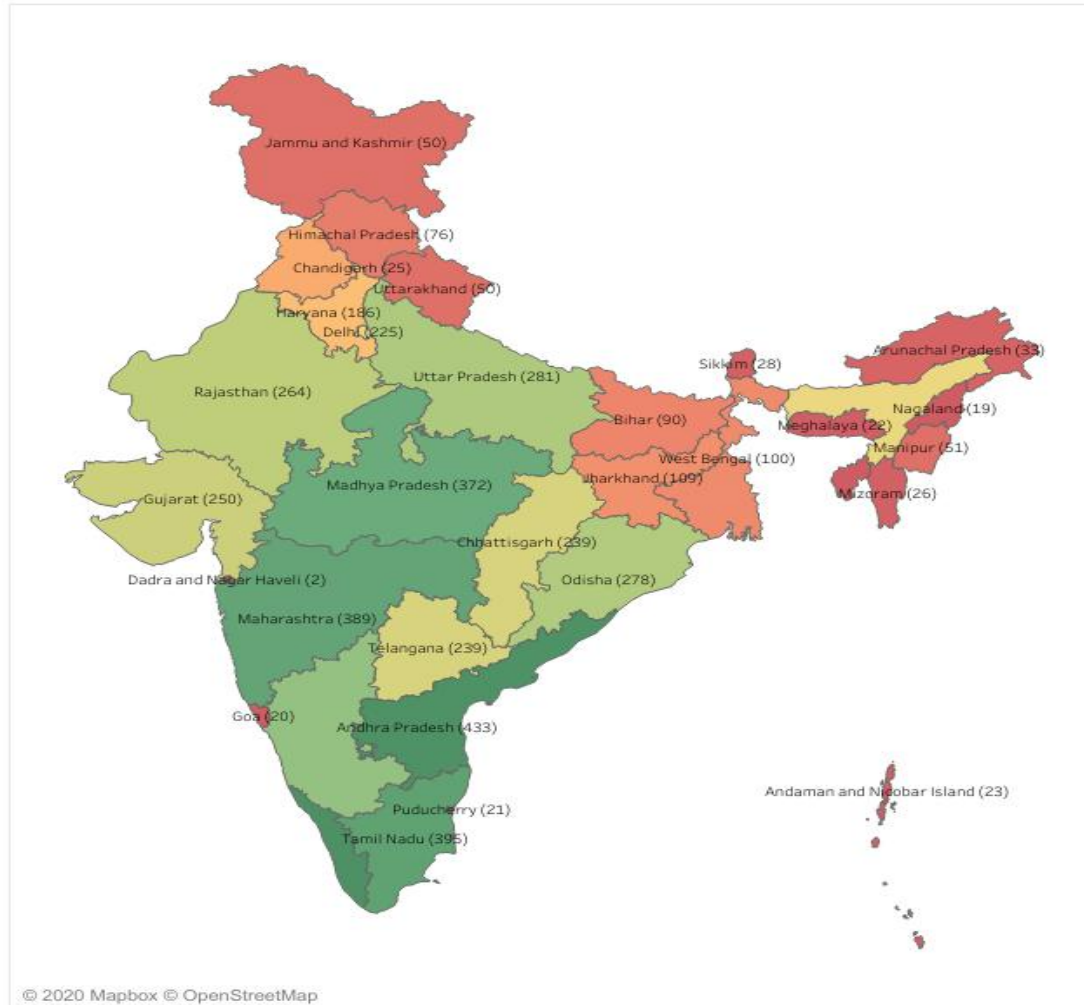 Jammu and Kashmir (50)
Himachal Pradesh (76)
Chandigarh (25)
Uttarakhand (50)
Haryana (186)
Delhi (225)
Arunachal Pradesh (33)
Sikkim (28)
Uttar Pradesh (281)
Rajasthan (264)
Nagaland (19)
Bihar (90)
Meghalaya (22)
Manipur (51)
West Bengal (100)
Jharkhand (109)
Madhya Pradesh (372)
Mizoram (26)
Gujarat (250)
Chhattisgarh (239)
Dadra and Nagar Haveli (2)
Odisha (278)
Maharashtra (389)
Telangana (239)
Goa (20)
Andhra Pradesh (433)
Andaman and Nicobar Island (23)
Puducherry (21)
Tamil Nadu (395)
© 2020 Mapbox © OpenStreetMap